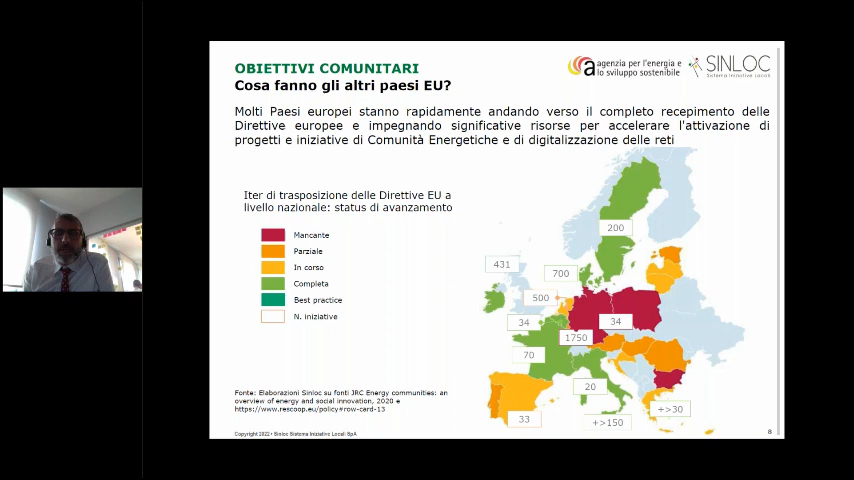 OBIETTIVI COMUNITARI
Cosa fanno gli altri paesi EU?
agenzia per l'energia e
lo sviluppo sostenibile
SINLOC
Sistema Iniziative Locali
Molti Paesi europei stanno rapidamente andando verso il completo recepimento delle
Direttive europee e impegnando significative risorse per accelerare l'attivazione di
progetti e iniziative di Comunità Energetiche e di digitalizzazione delle reti
Iter di trasposizione delle Direttive EU a
livello nazionale: status di avanzamento
Mancante
Parziale
In corso
Completa
Best practice
N. iniziative
200
431
700
500
34
34
1750
70
20
33
+>150
+>30
Fonte: Elaborazioni Sinloc su fonti JRC Energy communities: an
overview of energy and social innovation, 2020 e
https://www.rescoop.eu/policy#row-card-13
Copyright 2022 • Sinloc Sistema Iniziative Locali SpA
8